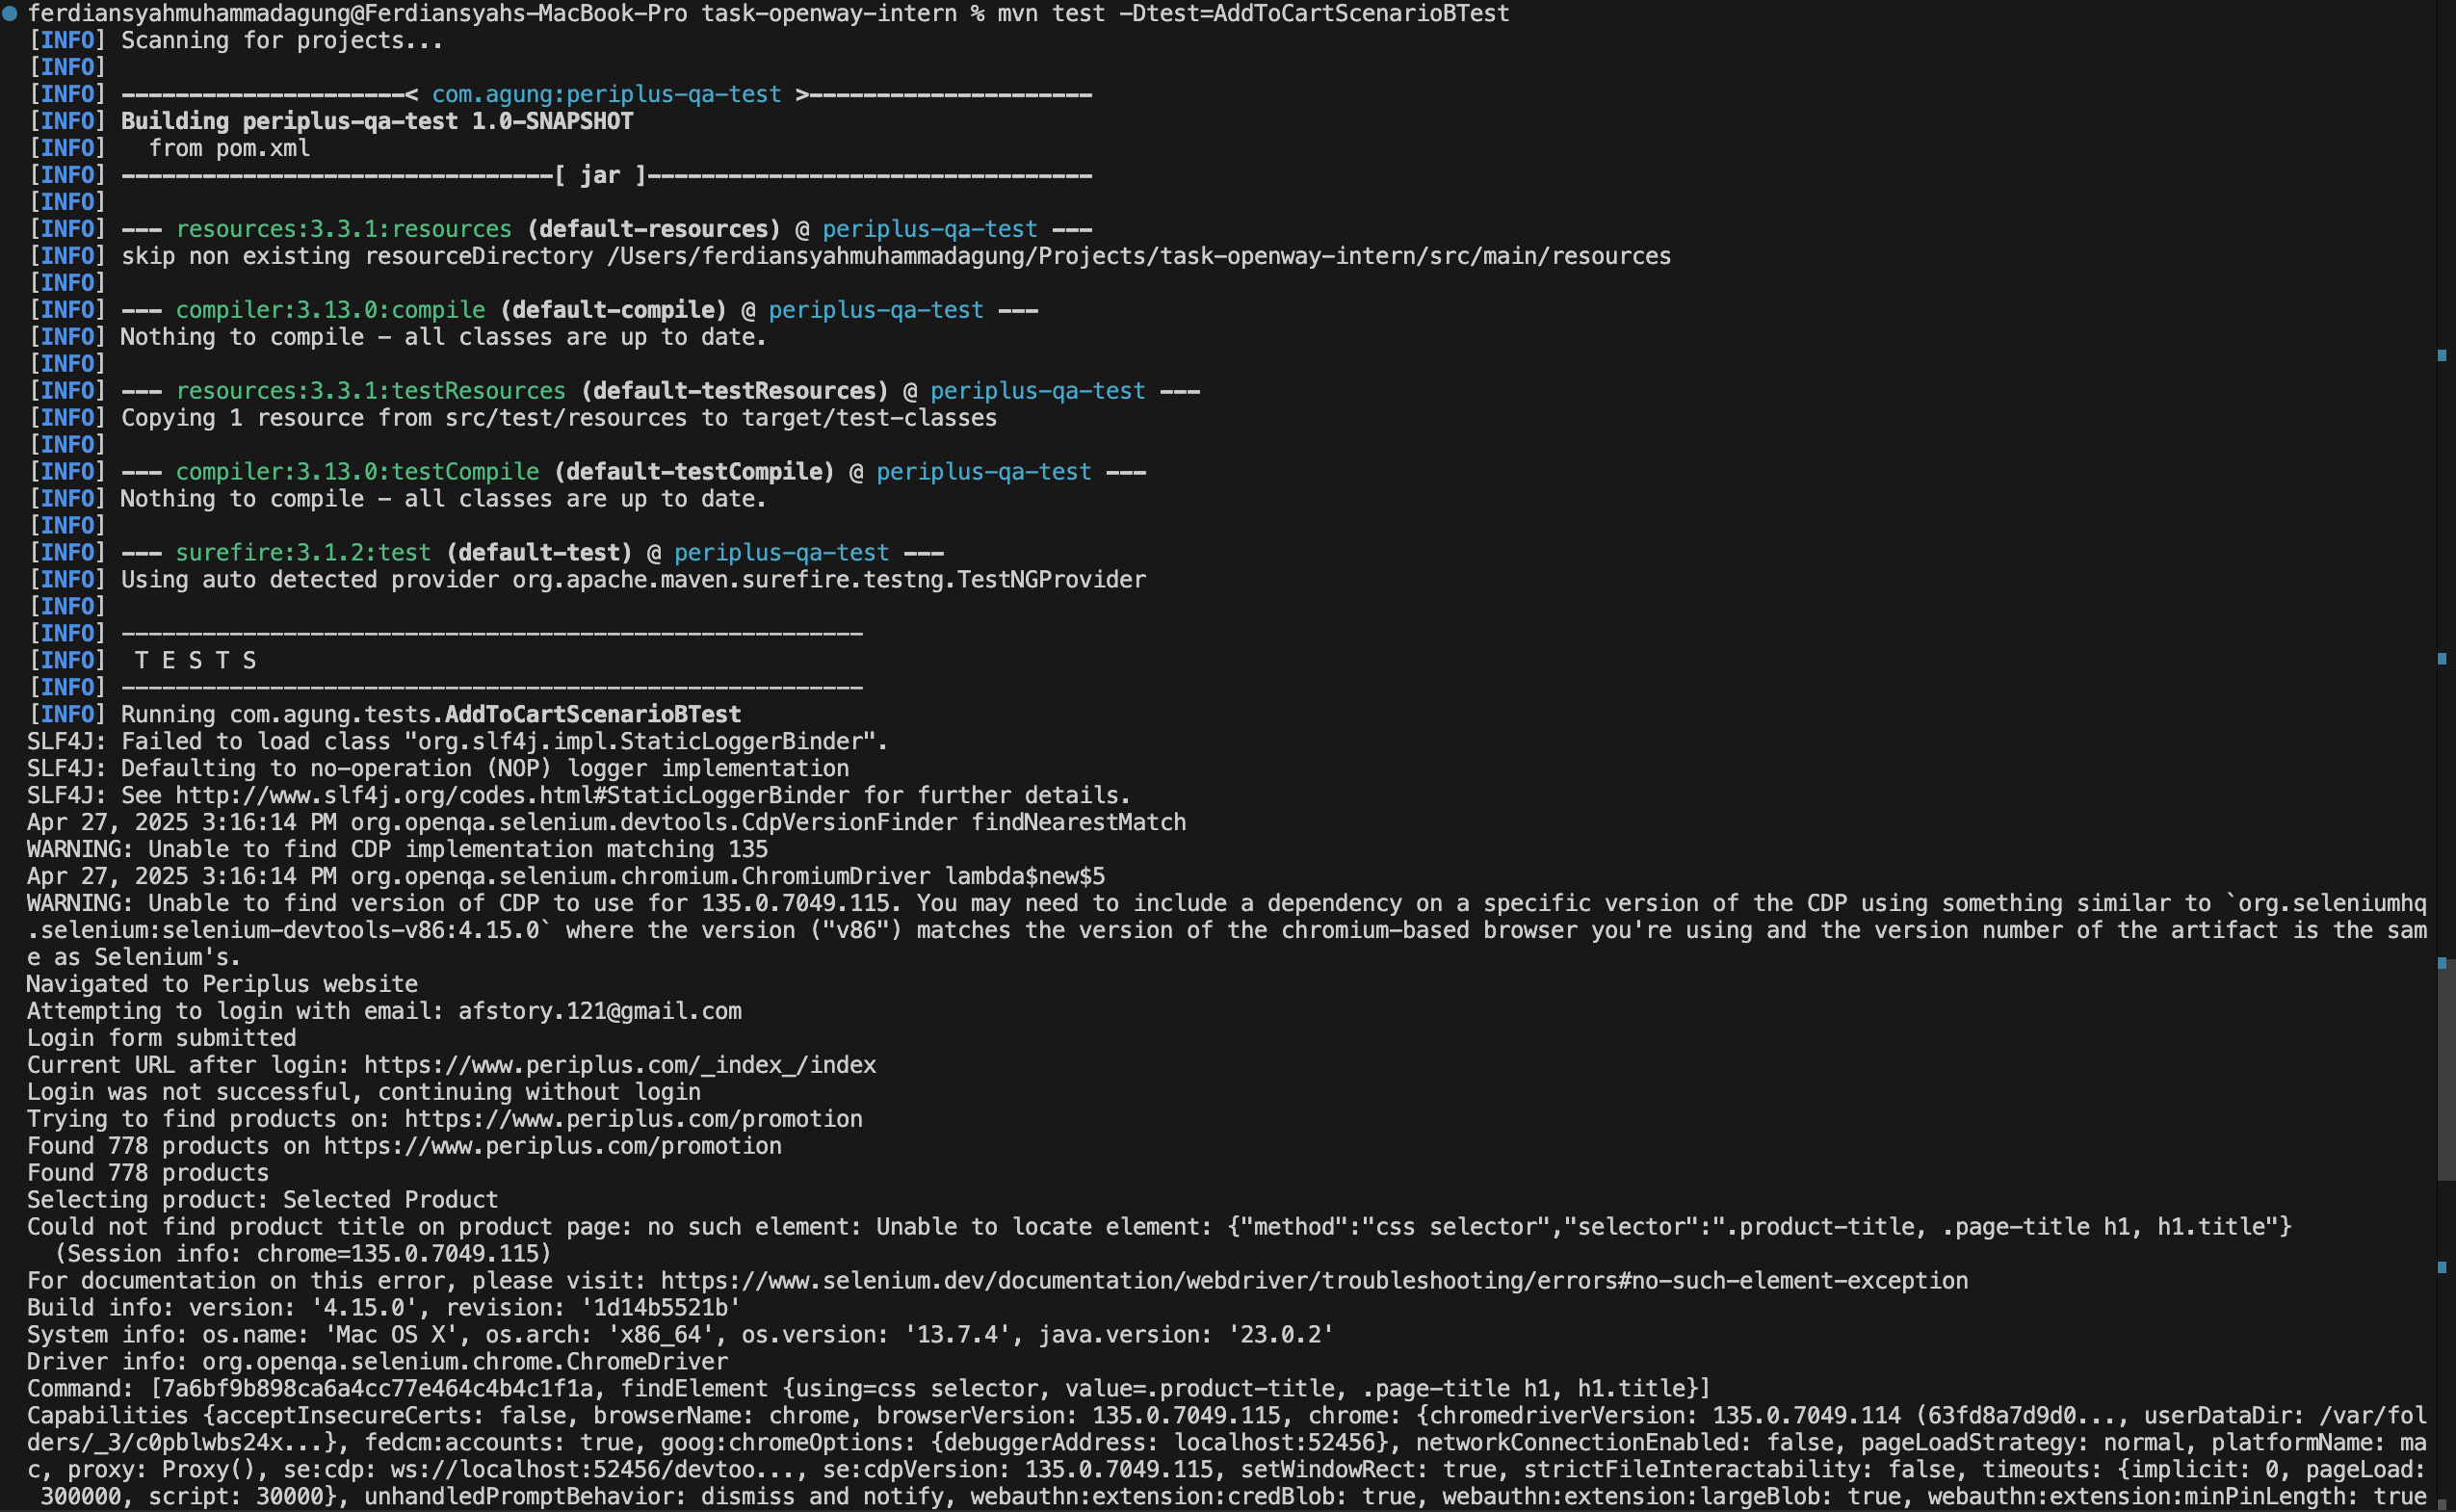 ferdiansyahmuhammadagung@Ferdiansyahs-MacBook-Pro task-openway-intern % mvn test -Dtest=AddToCartScenarioBTest
[INFO] Scanning for projects...
[INFO]
[INFO] ---------------------< com.agung:periplus-qa-test >---------------------
[INFO] Building periplus-qa-test 1.0-SNAPSHOT
[INFO]   from pom.xml
[INFO] --------------------------------[ jar ]---------------------------------
[INFO]
[INFO] --- resources:3.3.1:resources (default-resources) @ periplus-qa-test ---
[INFO] skip non existing resourceDirectory /Users/ferdiansyahmuhammadagung/Projects/task-openway-intern/src/main/resources
[INFO]
[INFO] --- compiler:3.13.0:compile (default-compile) @ periplus-qa-test ---
[INFO] Nothing to compile - all classes are up to date.
[INFO]
[INFO] --- resources:3.3.1:testResources (default-testResources) @ periplus-qa-test ---
[INFO] Copying 1 resource from src/test/resources to target/test-classes
[INFO]
[INFO] --- compiler:3.13.0:testCompile (default-testCompile) @ periplus-qa-test ---
[INFO] Nothing to compile - all classes are up to date.
[INFO]
[INFO] --- surefire:3.1.2:test (default-test) @ periplus-qa-test ---
[INFO] Using auto detected provider org.apache.maven.surefire.testng.TestNGProvider
[INFO]
[INFO] -------------------------------------------------------
[INFO]  T E S T S
[INFO] -------------------------------------------------------
[INFO] Running com.agung.tests.AddToCartScenarioBTest
SLF4J: Failed to load class "org.slf4j.impl.StaticLoggerBinder".
SLF4J: Defaulting to no-operation (NOP) logger implementation
SLF4J: See http://www.slf4j.org/codes.html#StaticLoggerBinder for further details.
Apr 27, 2025 3:16:14 PM org.openqa.selenium.devtools.CdpVersionFinder findNearestMatch
WARNING: Unable to find CDP implementation matching 135
Apr 27, 2025 3:16:14 PM org.openqa.selenium.chromium.ChromiumDriver lambda$new$5
WARNING: Unable to find version of CDP to use for 135.0.7049.115. You may need to include a dependency on a specific version of the CDP using something similar to `org.seleniumhq
.selenium:selenium-devtools-v86:4.15.0` where the version ("v86") matches the version of the chromium-based browser you're using and the version number of the artifact is the sam
e as Selenium's.
Navigated to Periplus website
Attempting to login with email: afstory.121@gmail.com
Login form submitted
Current URL after login: https://www.periplus.com/_index_/index
Login was not successful, continuing without login
Trying to find products on: https://www.periplus.com/promotion
Found 778 products on https://www.periplus.com/promotion
Found 778 products
Selecting product: Selected Product
Could not find product title on product page: no such element: Unable to locate element: {"method":"css selector","selector":".product-title, .page-title h1, h1.title"}
  (Session info: chrome=135.0.7049.115)
For documentation on this error, please visit: https://www.selenium.dev/documentation/webdriver/troubleshooting/errors#no-such-element-exception
Build info: version: '4.15.0', revision: '1d14b5521b'
System info: os.name: 'Mac OS X', os.arch: 'x86_64', os.version: '13.7.4', java.version: '23.0.2'
Driver info: org.openqa.selenium.chrome.ChromeDriver
Command: [7a6bf9b898ca6a4cc77e464c4b4c1f1a, findElement {using=css selector, value=.product-title, .page-title h1, h1.title}]
Capabilities {acceptInsecureCerts: false, browserName: chrome, browserVersion: 135.0.7049.115, chrome: {chromedriverVersion: 135.0.7049.114 (63fd8a7d9d0..., userDataDir: /var/fol
ders/_3/c0pblwbs24x...}, fedcm:accounts: true, goog:chromeOptions: {debuggerAddress: localhost:52456}, networkConnectionEnabled: false, pageLoadStrategy: normal, platformName: ma
c, proxy: Proxy(), se:cdp: ws://localhost:52456/devtoo..., se:cdpVersion: 135.0.7049.115, setWindowRect: true, strictFileInteractability: false, timeouts: {implicit: 0, pageLoad:
 300000, script: 30000}, unhandledPromptBehavior: dismiss and notify, webauthn:extension:credBlob: true, webauthn:extension:largeBlob: true, webauthn:extension:minPinLength: true